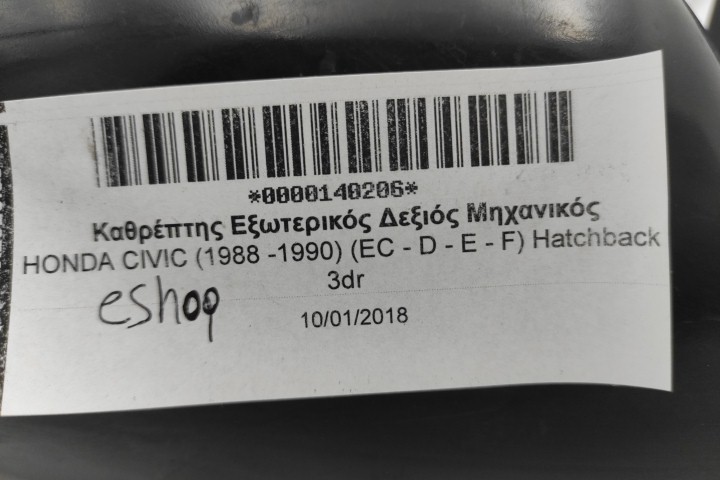 *0000140206*
Καθρέπτης Εξωτερικός Δεξιός Μηχανικός
HONDA CIVIC (1988 -1990) (EC - D - E - F) Hatchback
3dr
eshop
10/01/2018